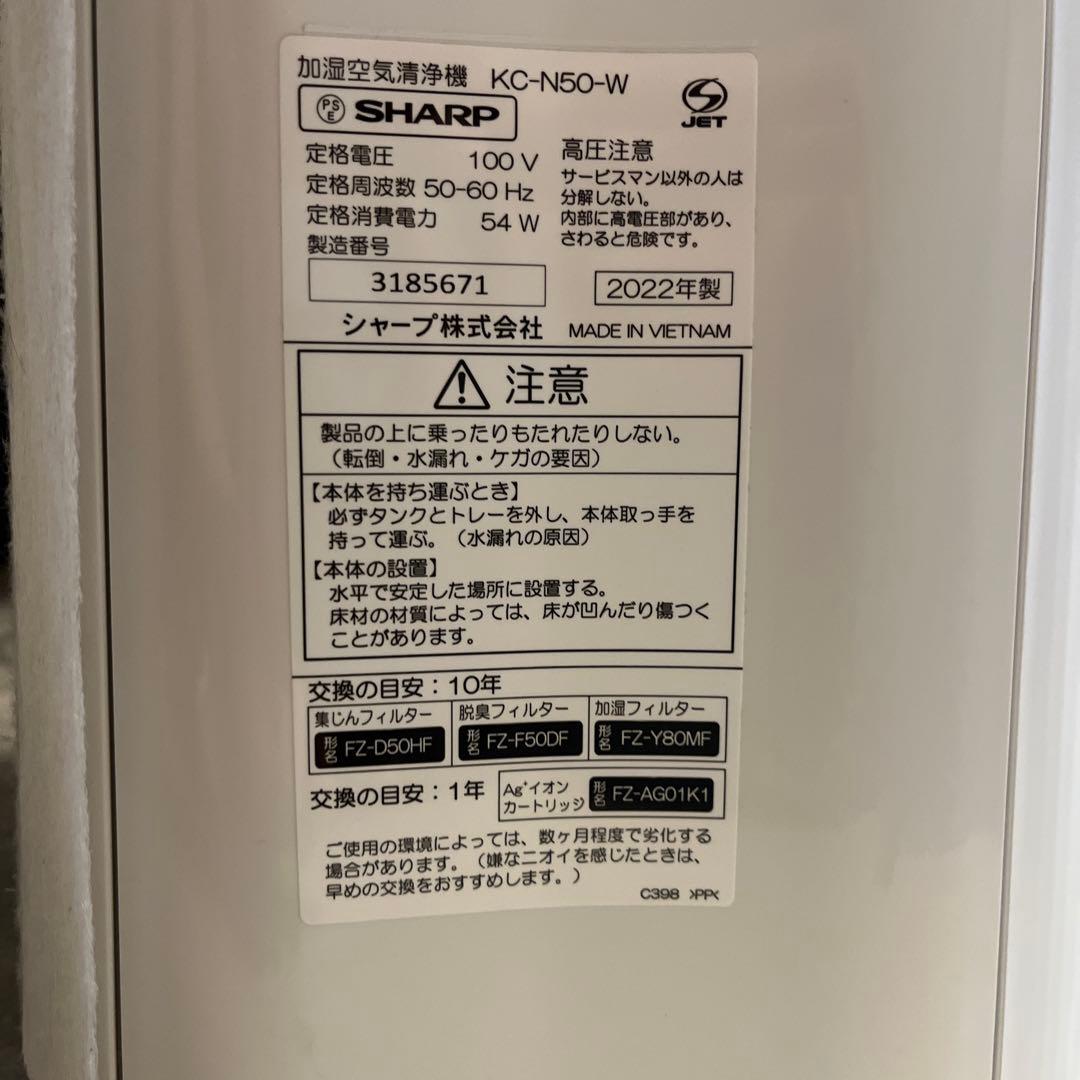 加湿空気清浄機 KC-N50-W
PS E SHARP
JET
定格電圧 100 V
定格周波数 50-60 Hz
定格消費電力 54 W
製造番号
3185671
高圧注意
サービスマン以外の人は
分解しない。
内部に高電圧部があり、
さわると危険です。
2022年製
シャープ株式会社 MADE IN VIETNAM
注意
製品の上に乗ったりもたれたりしない。
（転倒・水漏れ・ケガの要因）
【本体を持ち運ぶとき】
必ずタンクとトレーを外し、本体取っ手を
持って運ぶ。（水漏れの原因）
【本体の設置】
水平で安定した場所に設置する。
床材の材質によっては、床が凹んだり傷つく
ことがあります。
交換の目安：10年
集じんフィルター 脱臭フィルター 加湿フィルター
形名 FZ-D50HF 形名 FZ-F50DF 形名 FZ-Y80MF
交換の目安：1年
Ag⁺イオン
カートリッジ
形名 FZ-AG01K1
ご使用の環境によっては、数ヶ月程度で劣化する
場合があります。（嫌なニオイを感じたときは、
早めの交換をおすすめします。）
C398 >PP<